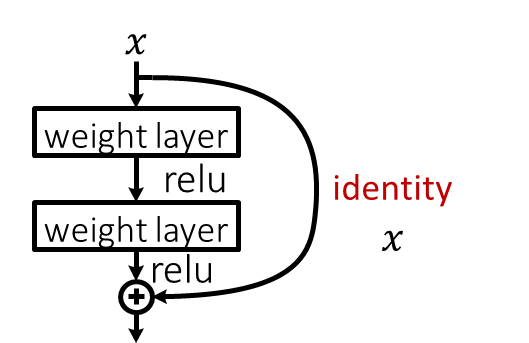 x
weight layer
relu
identity
weight layer
x
relu
+